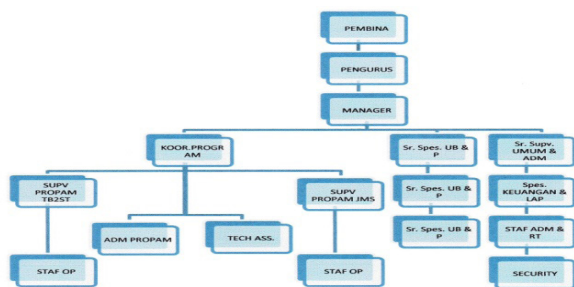 PEMBINA
PENGURUS
MANAGER
KOOR.PROGR
AM
Sr. Spes. UB &
P
Sr. Supv.
UMUM &
ADM
SUPV
PROPAM
TB2ST
SUPV
PROPAM JMS
Sr. Spes. UB &
P
Spes.
KEUANGAN &
LAP
ADM PROPAM
TECH ASS.
Sr. Spes. UB &
P
STAF ADM &
RT
STAF OP
STAF OP
SECURITY